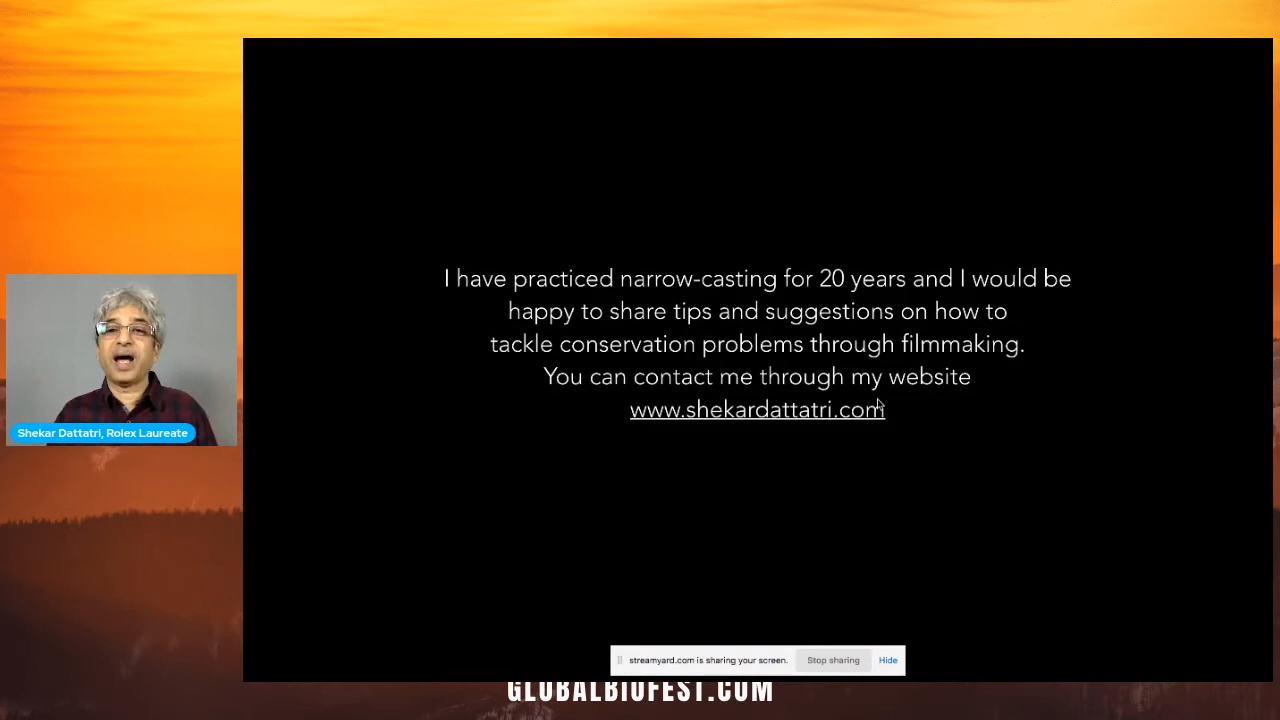 I have practiced narrow-casting for 20 years and I would be
happy to share tips and suggestions on how to
tackle conservation problems through filmmaking.
You can contact me through my website
www.shekardattatri.com
Shekar Dattatri, Rolex Laureate
streamyard.com is sharing your screen. Stop sharing Hide
GLOBALBIOFEST.COM